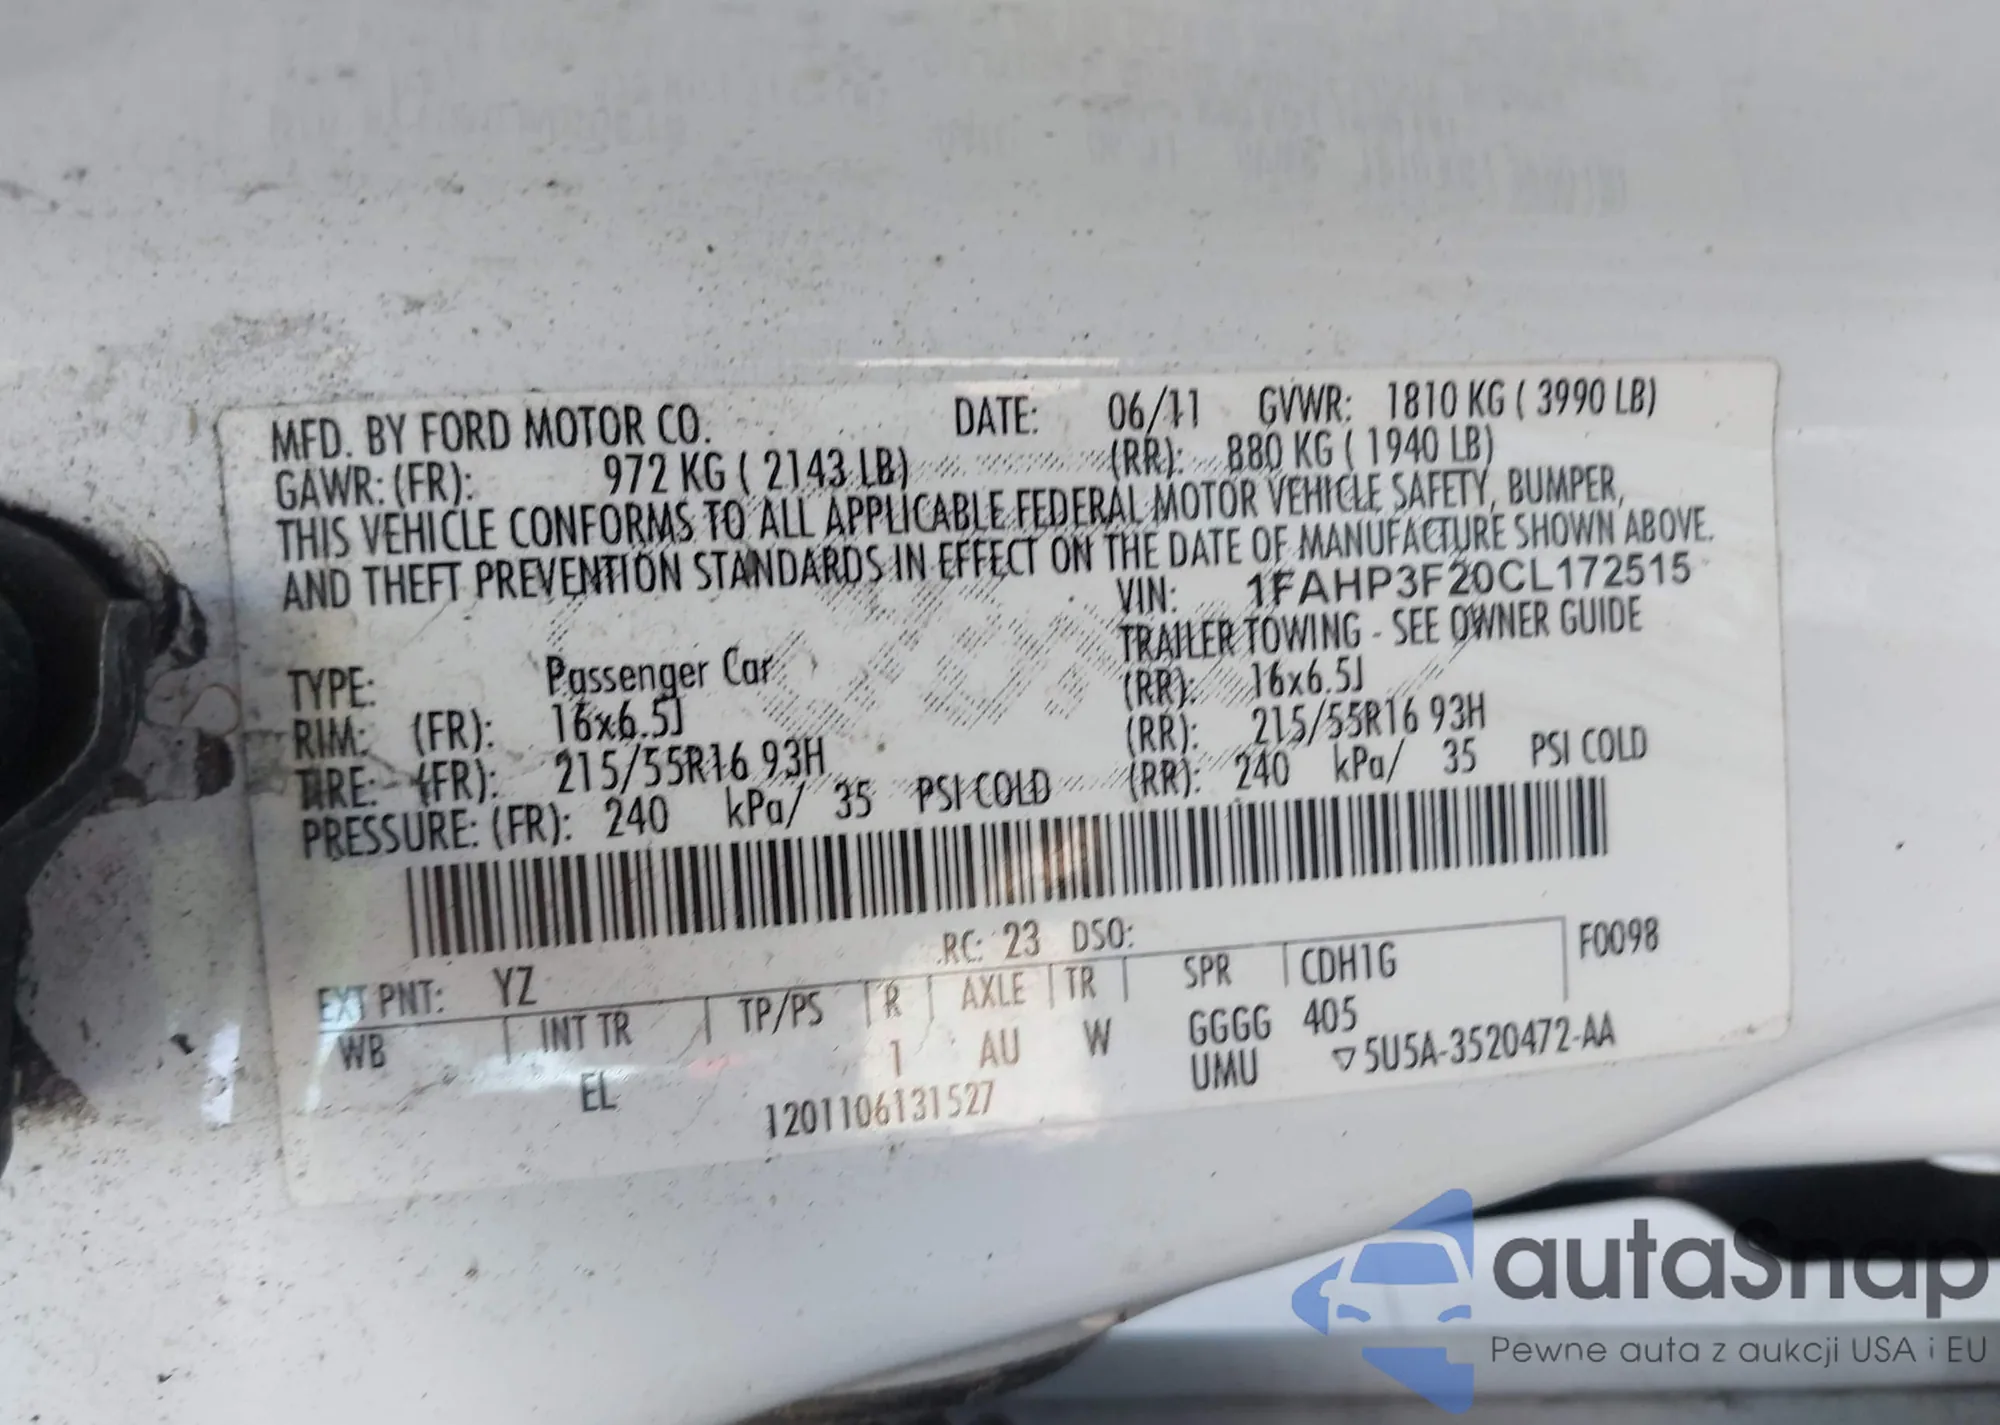 MFD. BY FORD MOTOR CO. DATE: 06/11 GVWR: 1810 KG ( 3990 LB)
GAWR: (FR): 972 KG ( 2143 LB) (RR): 880 KG ( 1940 LB)
THIS VEHICLE CONFORMS TO ALL APPLICABLE FEDERAL MOTOR VEHICLE SAFETY, BUMPER,
AND THEFT PREVENTION STANDARDS IN EFFECT ON THE DATE OF MANUFACTURE SHOWN ABOVE.
VIN: 1FAHP3F20CL172515
TRAILER TOWING - SEE OWNER GUIDE
TYPE: Passenger Car
RIM: (FR): 16x6.5J (RR): 16x6.5J
TIRE: (FR): 215/55R16 93H (RR): 215/55R16 93H
PRESSURE: (FR): 240 kPa/ 35 PSI COLD (RR): 240 kPa/ 35 PSI COLD
RC: 23 DSO: F0098
EXT PNT: YZ
WB INT TR TP/PS R AXLE TR SPR CDH1G
EL 1 AU W GGGG 405
UMU ▽5U5A-3520472-AA
1201106131527
autaSnap
Pewne auta z aukcji USA i EU